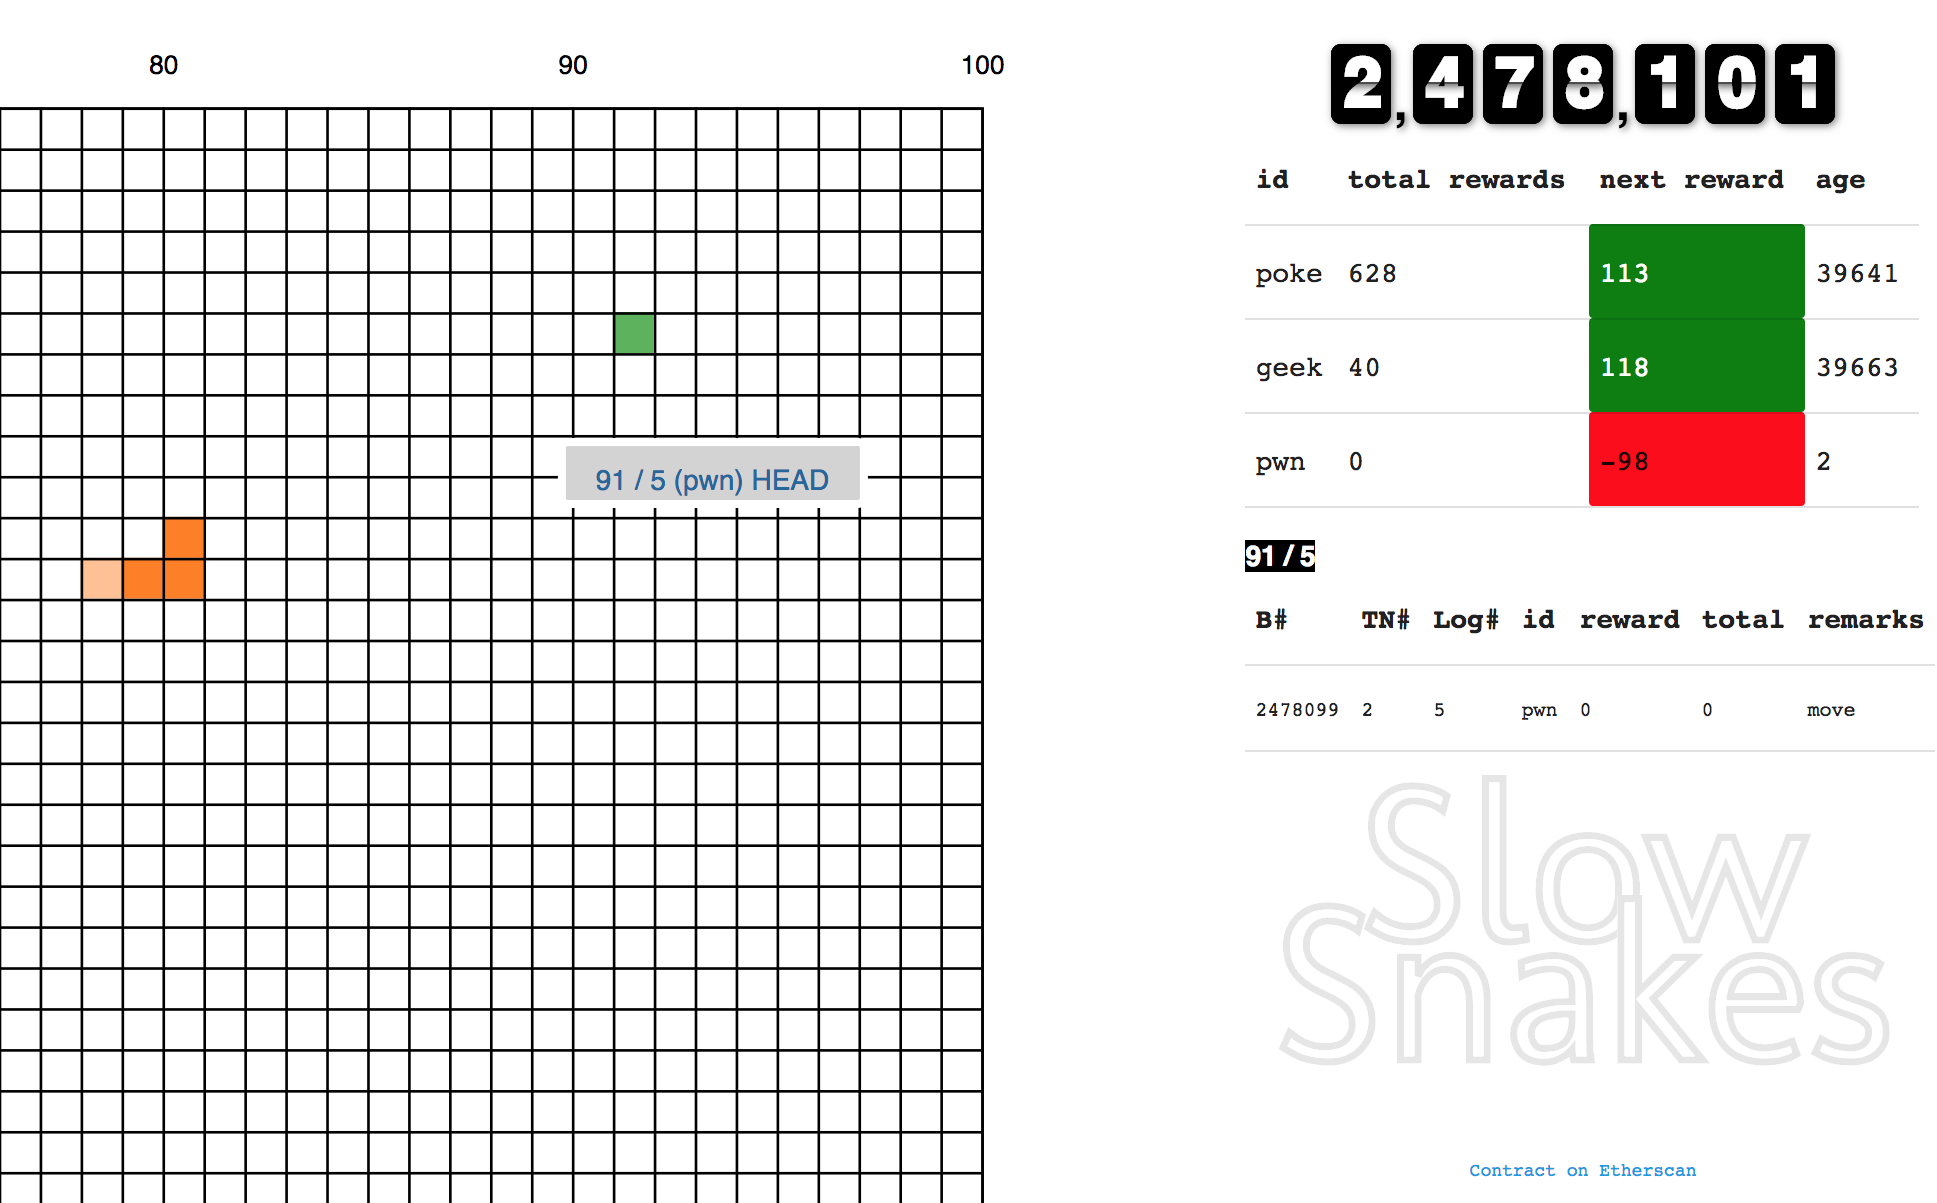 80 90 100
91 / 5 (pwn) HEAD
2,478,101
id total rewards next reward age
poke 628 113 39641
geek 40 118 39663
pwn 0 -98 2
91 / 5
B# TN# Log# id reward total remarks
2478099 2 5 pwn 0 0 move
Slow
Snakes
Contract on Etherscan